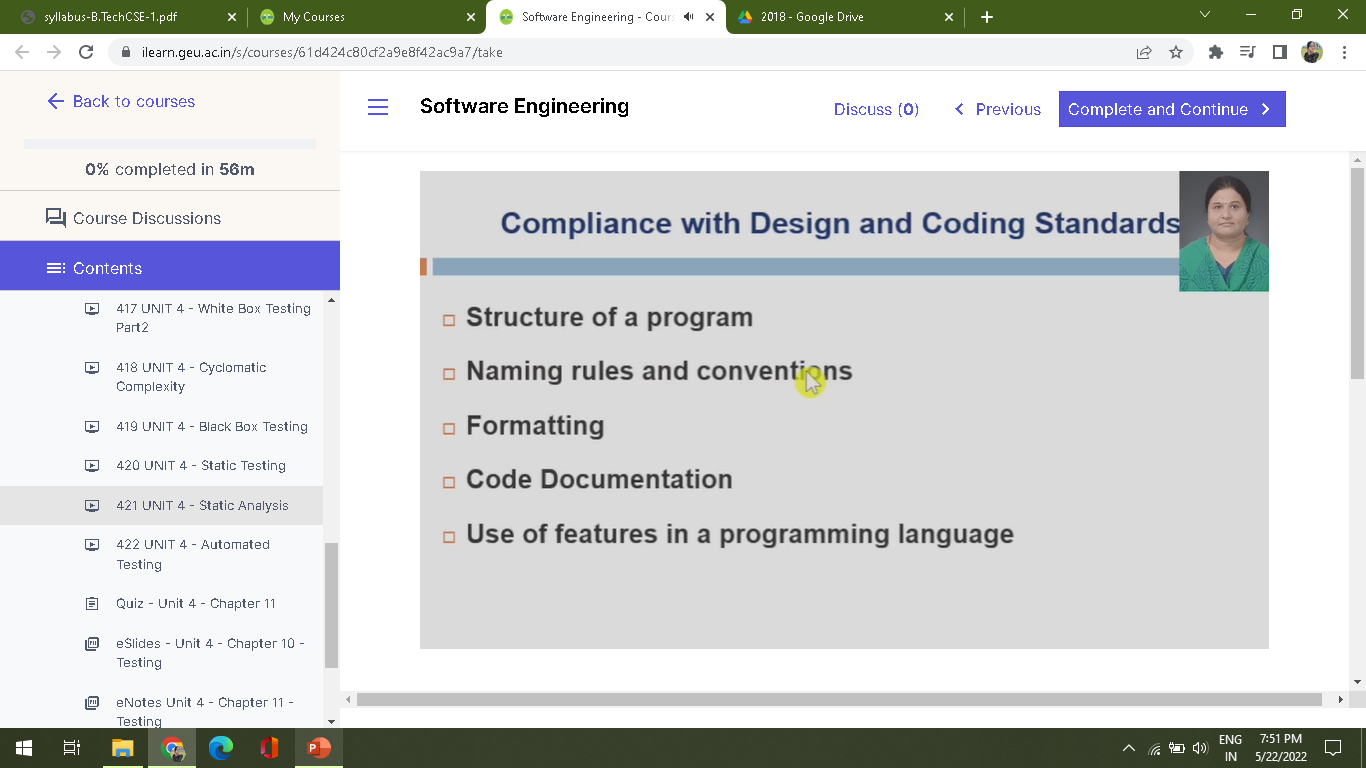 syllabus-B.TechCSE-1.pdf
My Courses
Software Engineering - Cours
2018 - Google Drive
ilearn.geu.ac.in/s/courses/61d424c80cf2a9e8f42ac9a7/take
Back to courses
0% completed in 56m
Course Discussions
Contents
417 UNIT 4 - White Box Testing
Part2
418 UNIT 4 - Cyclomatic
Complexity
419 UNIT 4 - Black Box Testing
420 UNIT 4 - Static Testing
421 UNIT 4 - Static Analysis
422 UNIT 4 - Automated
Testing
Quiz - Unit 4 - Chapter 11
eSlides - Unit 4 - Chapter 10 -
Testing
eNotes Unit 4 - Chapter 11 -
Testing
Software Engineering
Discuss (0)
Previous
Complete and Continue
Compliance with Design and Coding Standards
Structure of a program
Naming rules and conventions
Formatting
Code Documentation
Use of features in a programming language
ENG
IN
7:51 PM
5/22/2022